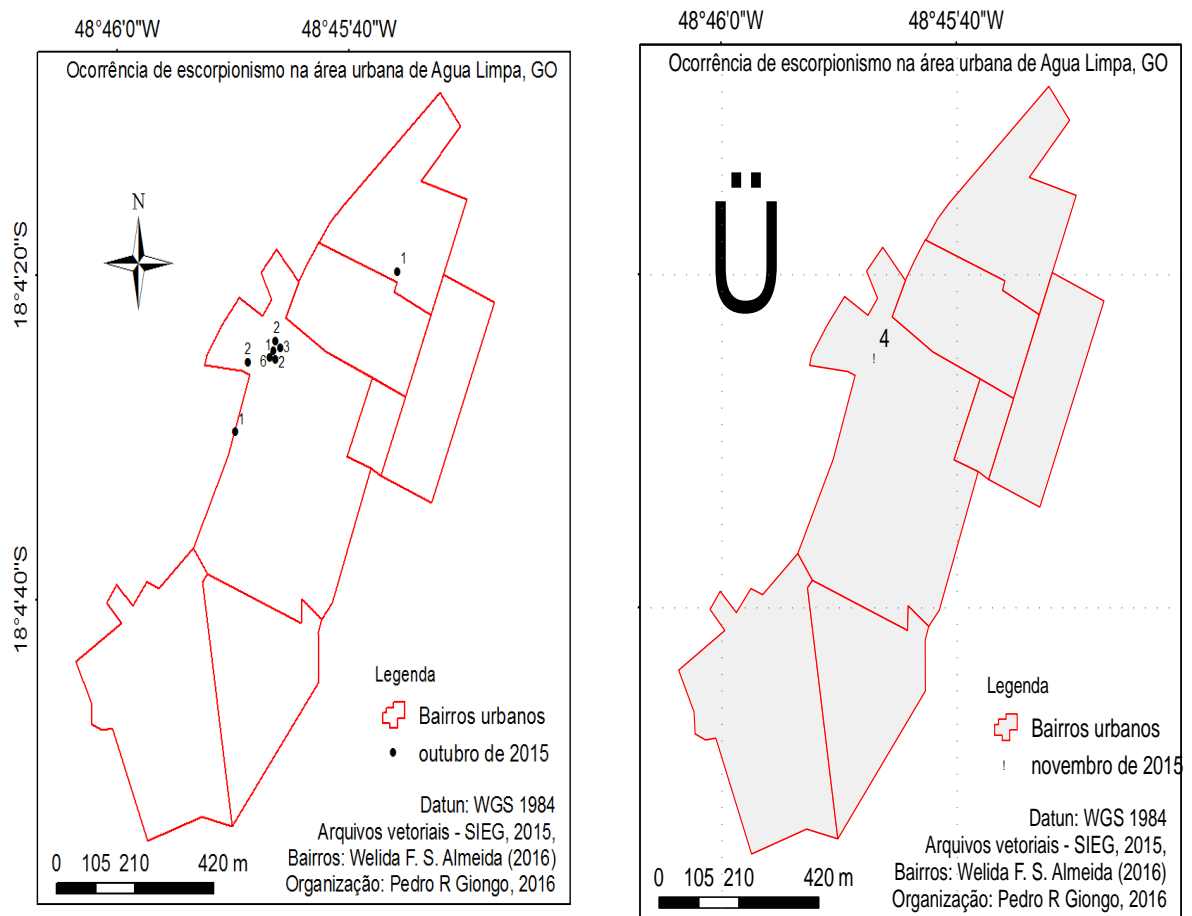 48°46'0"W 48°45'40"W
Ocorrência de escorpionismo na área urbana de Agua Limpa, GO
N
18°4'20"S
1
2
1 3
2 6 2
1
18°4'40"S
Legenda
Bairros urbanos
outubro de 2015
Datun: WGS 1984
Arquivos vetoriais - SIEG, 2015,
Bairros: Welida F. S. Almeida (2016)
Organização: Pedro R Giongo, 2016
0 105 210 420 m
48°46'0"W 48°45'40"W
Ocorrência de escorpionismo na área urbana de Agua Limpa, GO
Ü
4
!
Legenda
Bairros urbanos
! novembro de 2015
Datun: WGS 1984
Arquivos vetoriais - SIEG, 2015,
Bairros: Welida F. S. Almeida (2016)
Organização: Pedro R Giongo, 2016
0 105 210 420 m